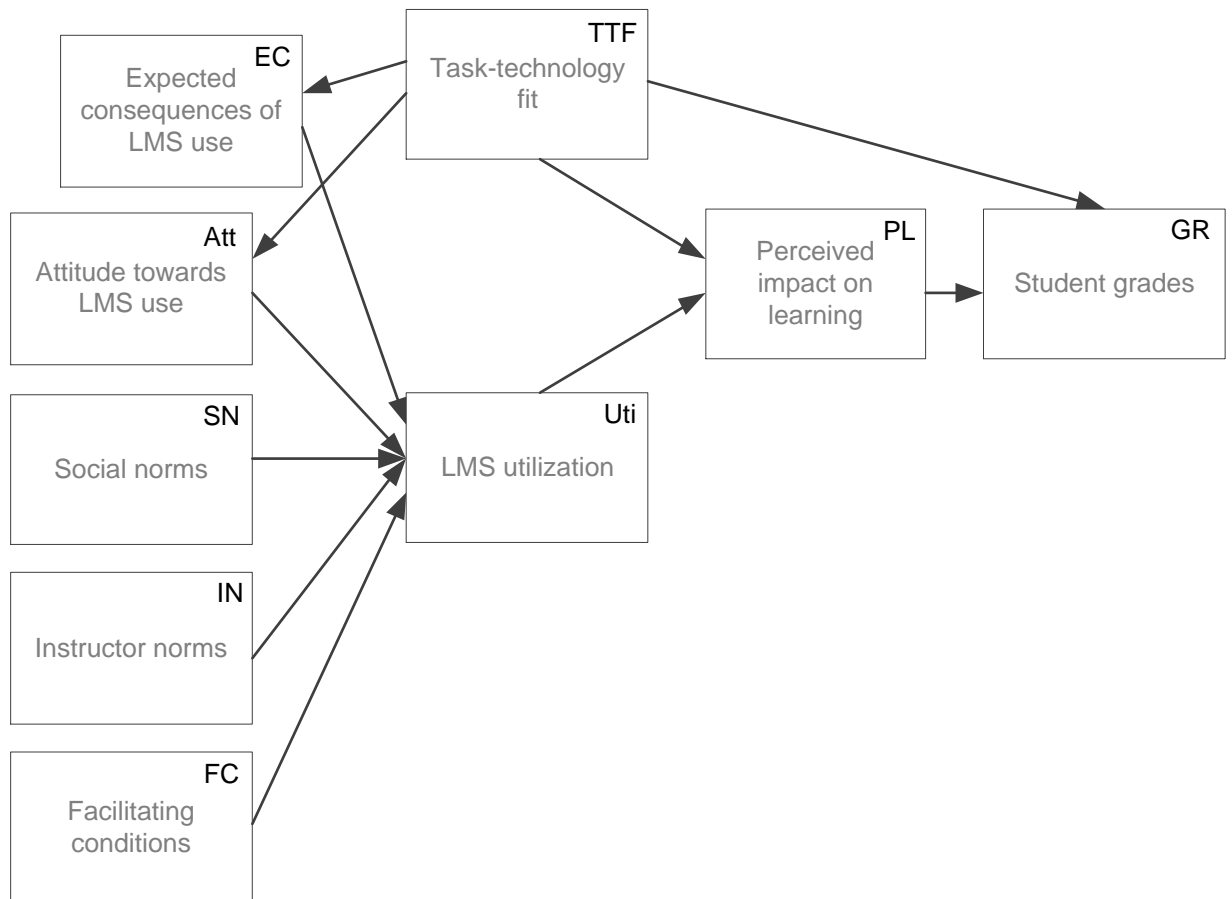 EC
Expected
consequences of
LMS use
TTF
Task-technology
fit
Att
Attitude towards
LMS use
PL
Perceived
impact on
learning
GR
Student grades
SN
Social norms
Uti
LMS utilization
IN
Instructor norms
FC
Facilitating
conditions